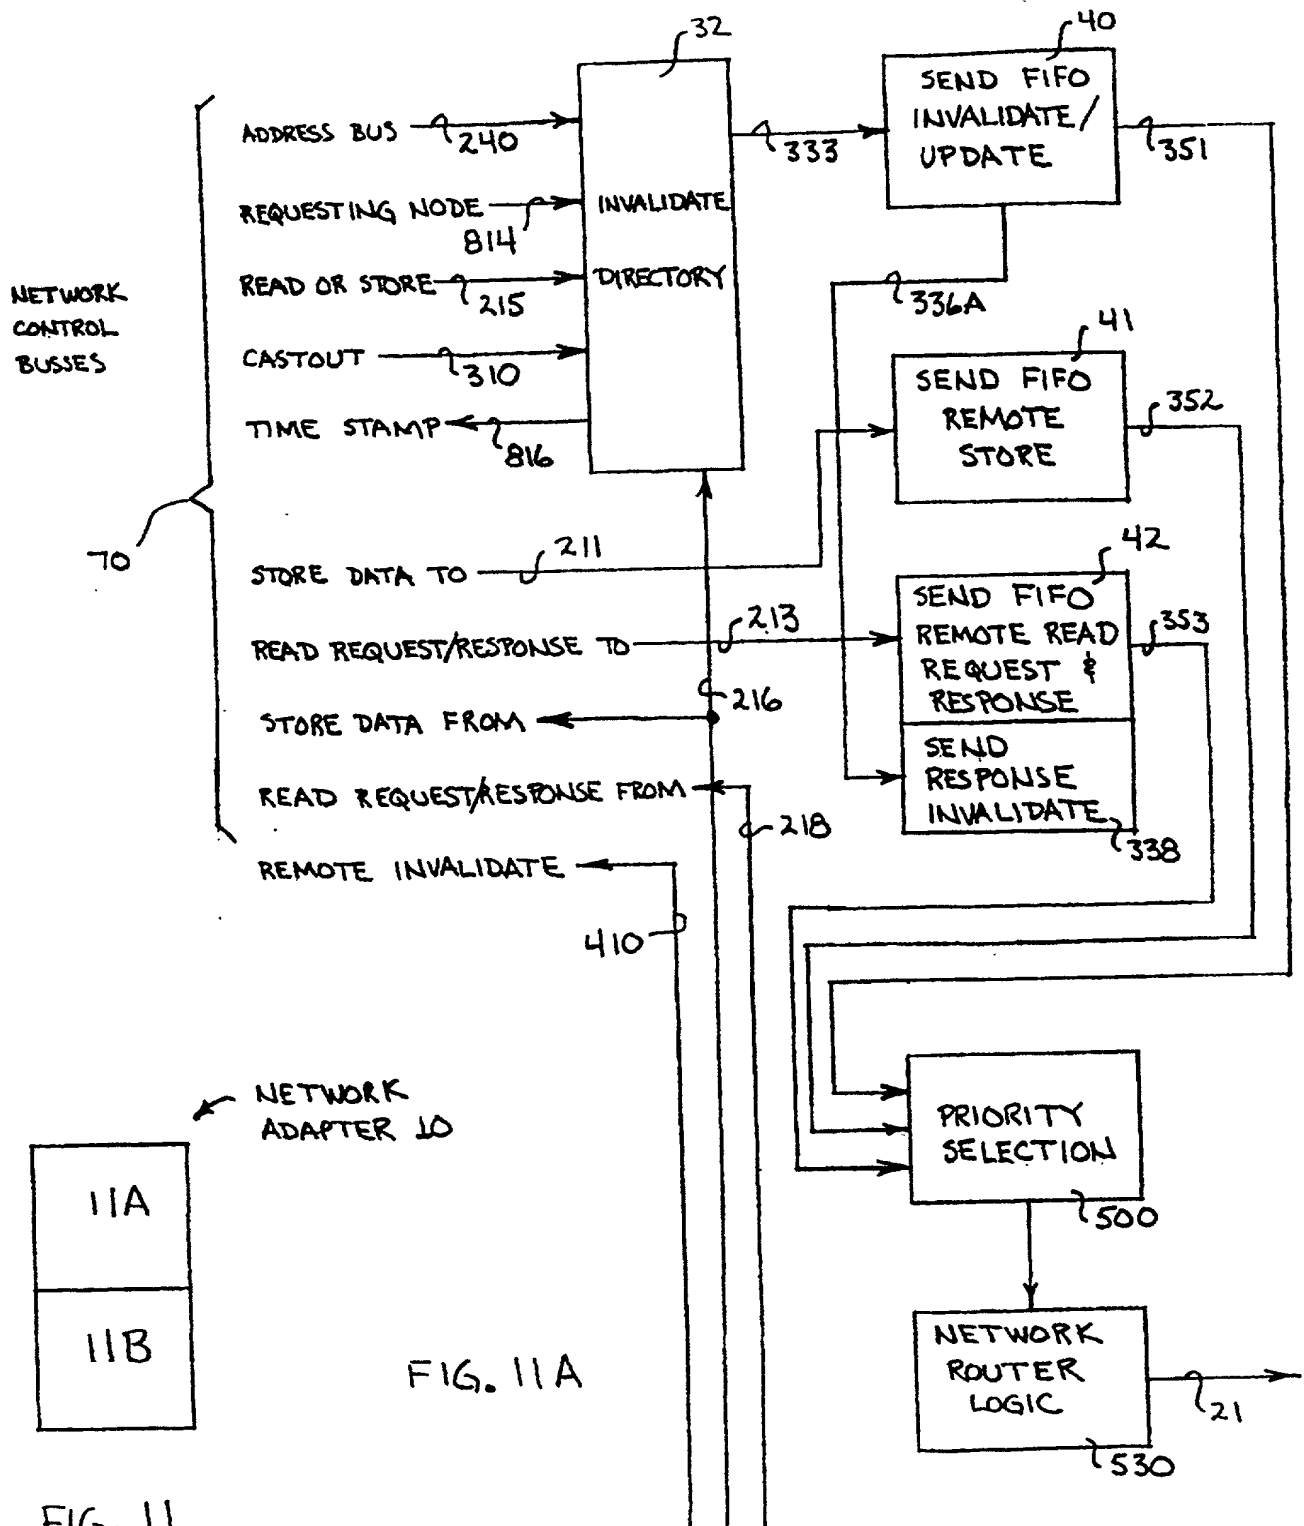 32
40
ADDRESS BUS
240
REQUESTING NODE
814
READ OR STORE
215
CASTOUT
310
TIME STAMP
816
INVALIDATE
DIRECTORY
333
SEND FIFO
INVALIDATE/
UPDATE
351
336A
NETWORK
CONTROL
BUSSES
70
41
SEND FIFO
REMOTE
STORE
352
STORE DATA TO
211
READ REQUEST/RESPONSE TO
213
STORE DATA FROM
216
READ REQUEST/RESPONSE FROM
218
REMOTE INVALIDATE
410
42
SEND FIFO
REMOTE READ
REQUEST &
RESPONSE
353
SEND
RESPONSE
INVALIDATE
338
NETWORK
ADAPTER 10
11A
11B
FIG. 11A
FIG. 11
PRIORITY
SELECTION
500
NETWORK
ROUTER
LOGIC
21
530